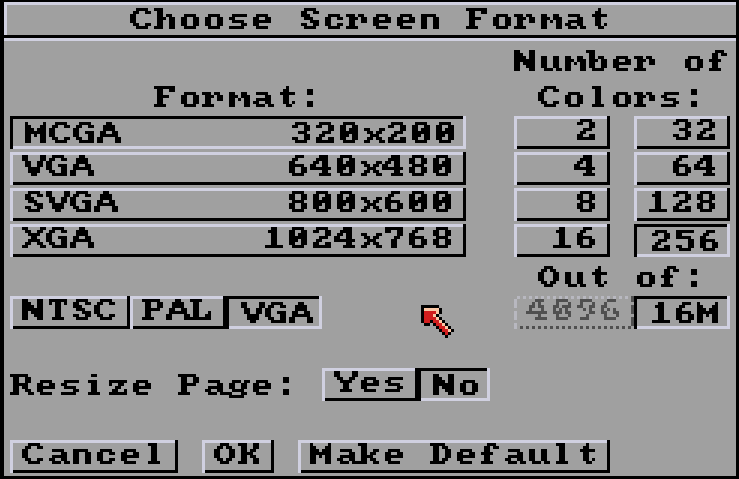 Choose Screen Format
Number of
Format: Colors:
MCGA 320x200 2 32
VGA 640x480 4 64
SVGA 800x600 8 128
XGA 1024x768 16 256
Out of:
NTSC PAL VGA 4096 16M
Resize Page: Yes No
Cancel OK Make Default